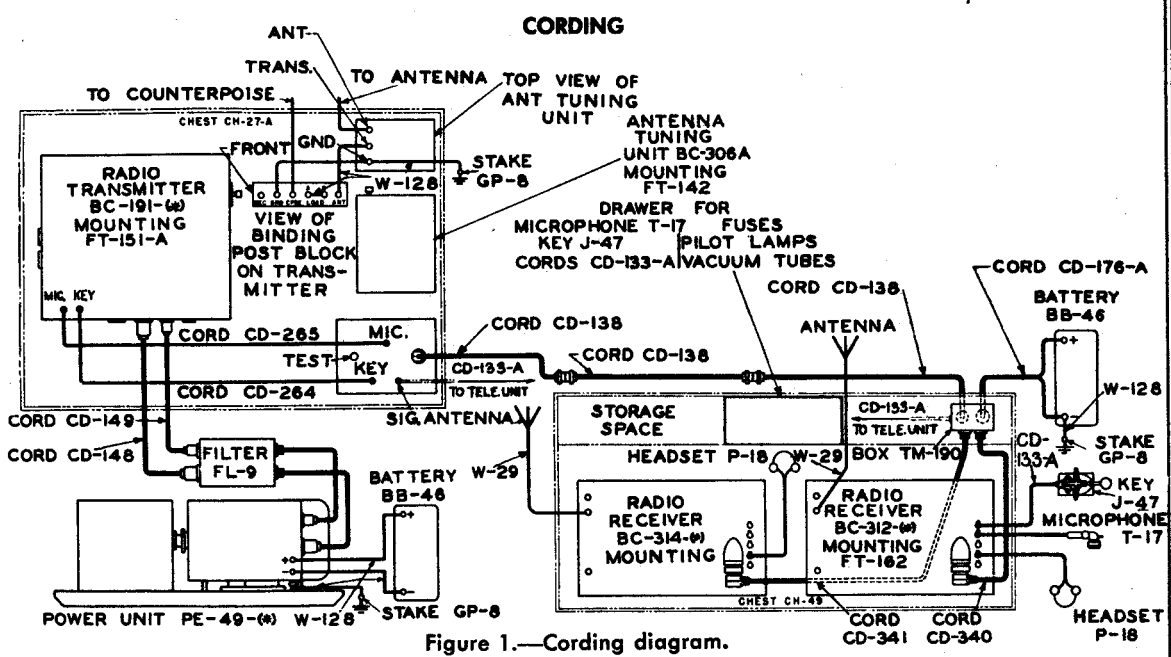 CORDING
ANT
TRANS.
TO ANTENNA
TO COUNTERPOISE
TOP VIEW OF
ANT TUNING
UNIT
CHEST CH-27-A
FRONT
GND
STAKE
GP-8
W-128
ANTENNA
TUNING
UNIT BC-306A
MOUNTING
FT-142
RADIO
TRANSMITTER
BC-191-(*)
MOUNTING
FT-151-A
REC GRD CPSE LOAD ANT
VIEW OF
BINDING
POST BLOCK
ON TRANS-
MITTER
DRAWER FOR
MICROPHONE T-17
KEY J-47
CORDS CD-133-A
FUSES
PILOT LAMPS
VACUUM TUBES
MIC. KEY
CORD CD-265
CORD CD-264
MIC.
TEST
KEY
CORD CD-138
CORD CD-138
CORD CD-138
CD-133-A
TO TELE.UNIT
SIG. ANTENNA
ANTENNA
CORD CD-176-A
BATTERY
BB-46
+
−
W-128
STAKE
GP-8
CORD CD-149
CORD CD-148
FILTER
FL-9
BATTERY
BB-46
+
−
+
−
STAKE GP-8
W-128
POWER UNIT PE-49-(*)
W-29
STORAGE
SPACE
CD-133-A
TO TELE.UNIT
BOX TM-190
HEADSET P-18
W-29
RADIO
RECEIVER
BC-314-(*)
MOUNTING
RADIO
RECEIVER
BC-312-(*)
MOUNTING
FT-162
CD-
133-A
KEY
J-47
MICROPHONE
T-17
HEADSET
P-18
CHEST CH-49
CORD
CD-341
CORD
CD-340
Figure 1.—Cording diagram.